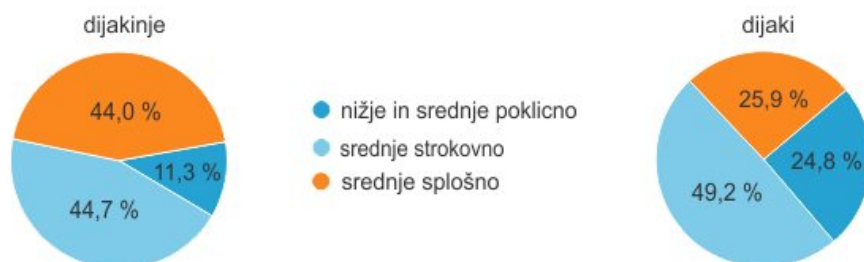 dijakinje
44,0 %
11,3 %
44,7 %
nižje in srednje poklicno
srednje strokovno
srednje splošno
dijaki
25,9 %
24,8 %
49,2 %